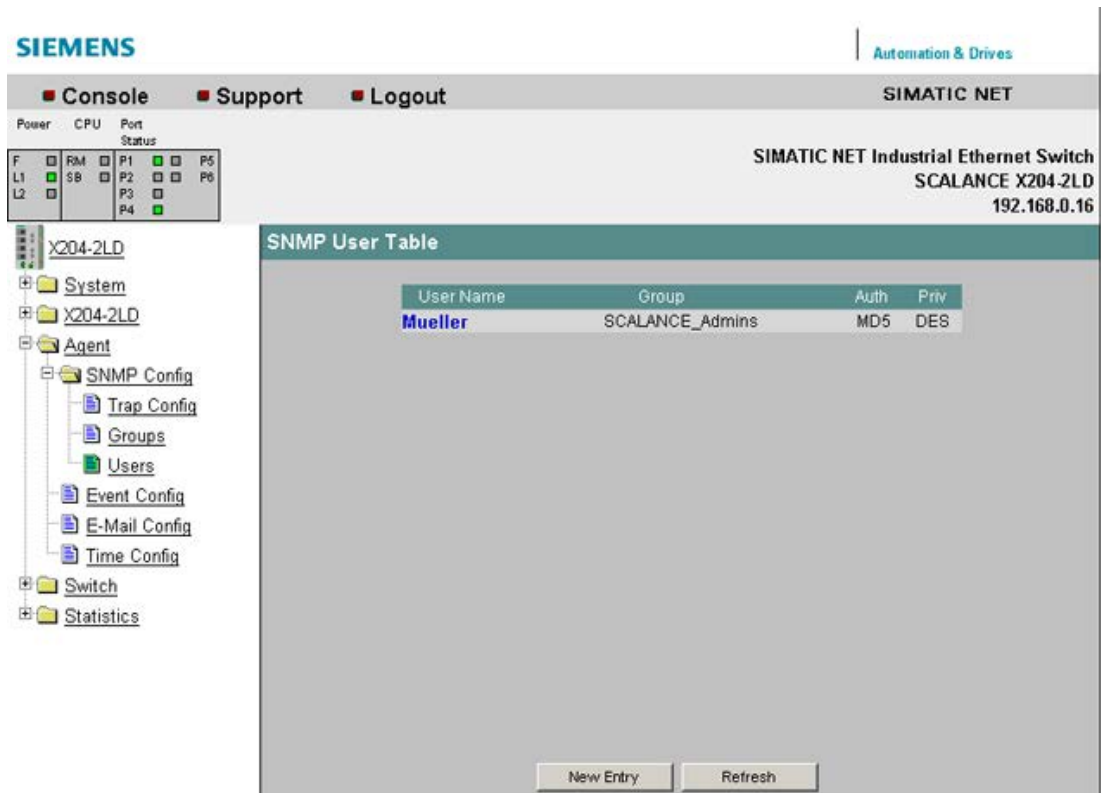 SIEMENS
Automation & Drives
Console Support Logout SIMATIC NET
Power CPU Port Status
F RM P1 P5
L1 SB P2 P6
L2 P3
P4
SIMATIC NET Industrial Ethernet Switch
SCALANCE X204-2LD
192.168.0.16
X204-2LD
System
X204-2LD
Agent
SNMP Config
Trap Config
Groups
Users
Event Config
E-Mail Config
Time Config
Switch
Statistics
SNMP User Table
User Name Group Auth Priv
Mueller SCALANCE_Admins MD5 DES
New Entry Refresh